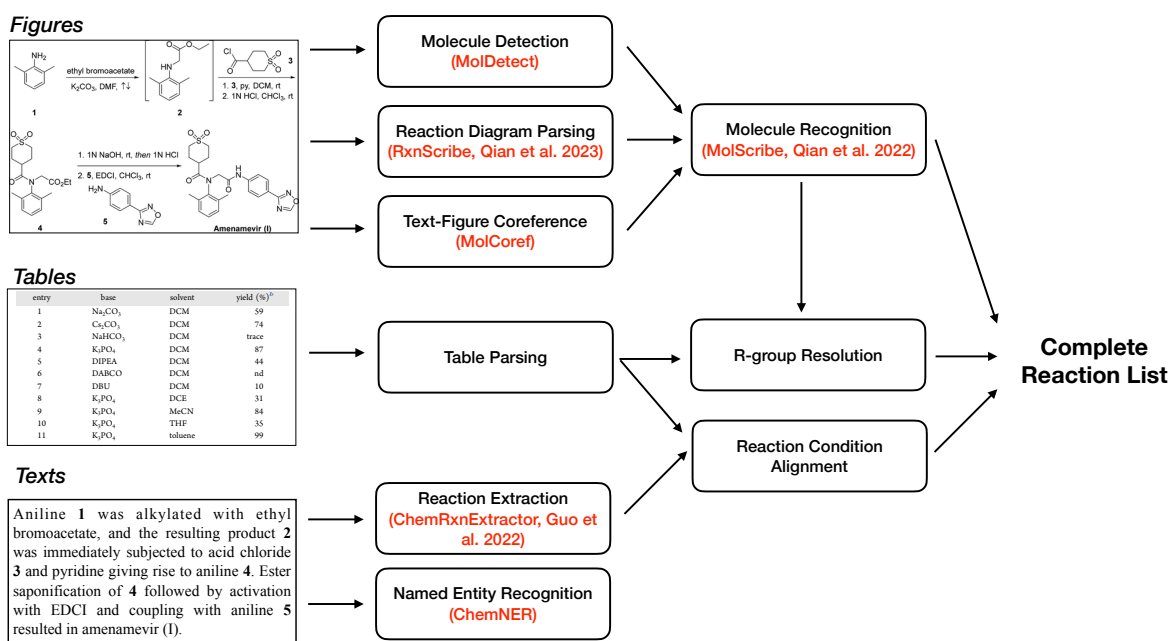 Figures
NH₂
1
ethyl bromoacetate
K₂CO₃, DMF, ↑↓
O
O
HN
2
Cl
O
O
S
O
3
1. 3, py, DCM, rt
2. 1N HCl, CHCl₃, rt
O
O
S
O
N
CO₂Et
4
1. 1N NaOH, rt, then 1N HCl
2. 5, EDCI, CHCl₃, rt
H₂N
N
O
N
5
O
O
S
O
N
H
N
O
N
O
N
Amenamevir (I)
Molecule Detection
(MolDetect)
Reaction Diagram Parsing
(RxnScribe, Qian et al. 2023)
Text-Figure Coreference
(MolCoref)
Molecule Recognition
(MolScribe, Qian et al. 2022)
Tables
entry base solvent yield (%)ᵇ
1 Na₂CO₃ DCM 59
2 Cs₂CO₃ DCM 74
3 NaHCO₃ DCM trace
4 K₃PO₄ DCM 87
5 DIPEA DCM 44
6 DABCO DCM nd
7 DBU DCM 10
8 K₃PO₄ DCE 31
9 K₃PO₄ MeCN 84
10 K₃PO₄ THF 35
11 K₃PO₄ toluene 99
Table Parsing
R-group Resolution
Reaction Condition
Alignment
Complete
Reaction List
Texts
Aniline 1 was alkylated with ethyl
bromoacetate, and the resulting product 2
was immediately subjected to acid chloride
3 and pyridine giving rise to aniline 4. Ester
saponification of 4 followed by activation
with EDCI and coupling with aniline 5
resulted in amenamevir (I).
Reaction Extraction
(ChemRxnExtractor, Guo et
al. 2022)
Named Entity Recognition
(ChemNER)